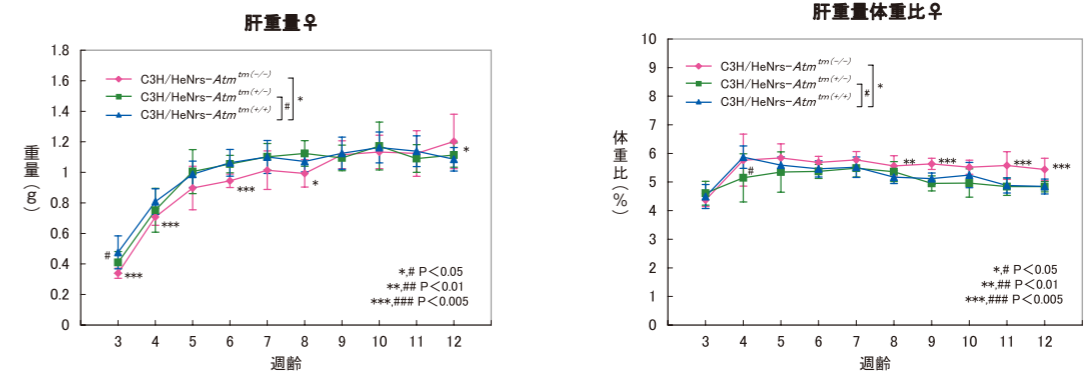 肝重量♀
1.8
1.6
1.4
1.2
1
0.8
0.6
0.4
0.2
0
重量(g)
C3H/HeNrs-Atm tm(-/-)
C3H/HeNrs-Atm tm(+/-)
C3H/HeNrs-Atm tm(+/+)
#
*
#
***
***
***
*
*
*,# P<0.05
**,## P<0.01
***,### P<0.005
3 4 5 6 7 8 9 10 11 12
週齢
肝重量体重比♀
10
9
8
7
6
5
4
3
2
1
0
体重比(%)
C3H/HeNrs-Atm tm(-/-)
C3H/HeNrs-Atm tm(+/-)
C3H/HeNrs-Atm tm(+/+)
#
*
#
**
***
***
***
*,# P<0.05
**,## P<0.01
***,### P<0.005
3 4 5 6 7 8 9 10 11 12
週齢